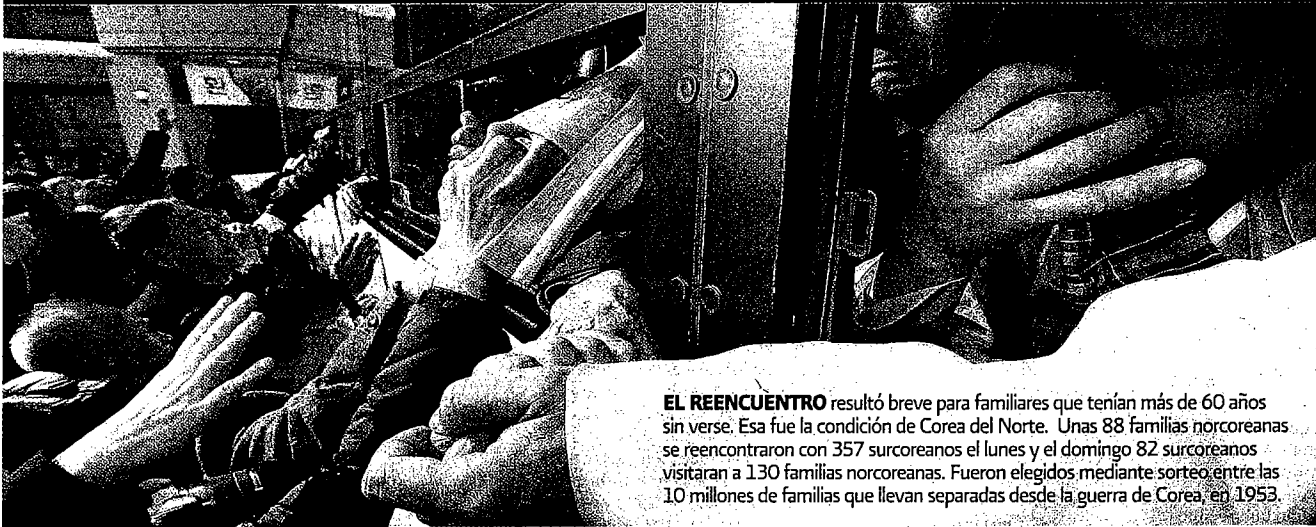 EL REENCUENTRO resultó breve para familiares que tenían más de 60 años
sin verse. Esa fue la condición de Corea del Norte. Unas 88 familias norcoreanas
se reencontraron con 357 surcoreanos el lunes y el domingo 82 surcoreanos
visitaran a 130 familias norcoreanas. Fueron elegidos mediante sorteo entre las
10 millones de familias que llevan separadas desde la guerra de Corea, en 1953.